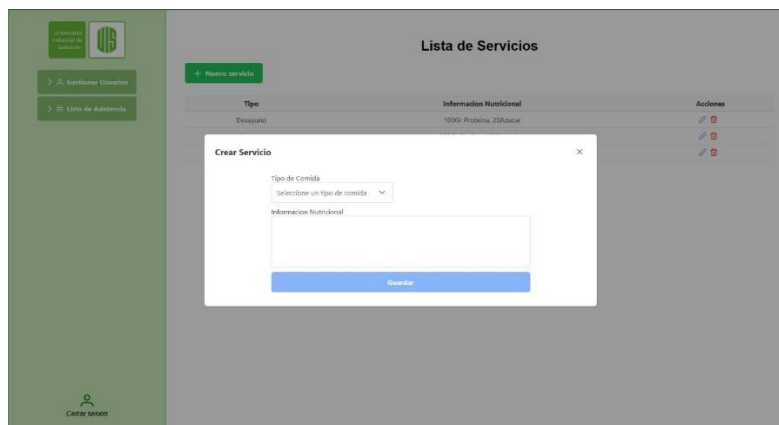 Universidad
Industrial de
Santander
Lista de Servicios
+ Nuevo servicio
> Gestionar Usuarios
> Lista de Asistencia
Tipo Informacion Nutricional Acciones
Desayuno 1000r Proteina, 20Azucar
Crear Servicio
Tipo de Comida
Seleccione un tipo de comida
Informacion Nutricional
Guardar
Cerrar sesion